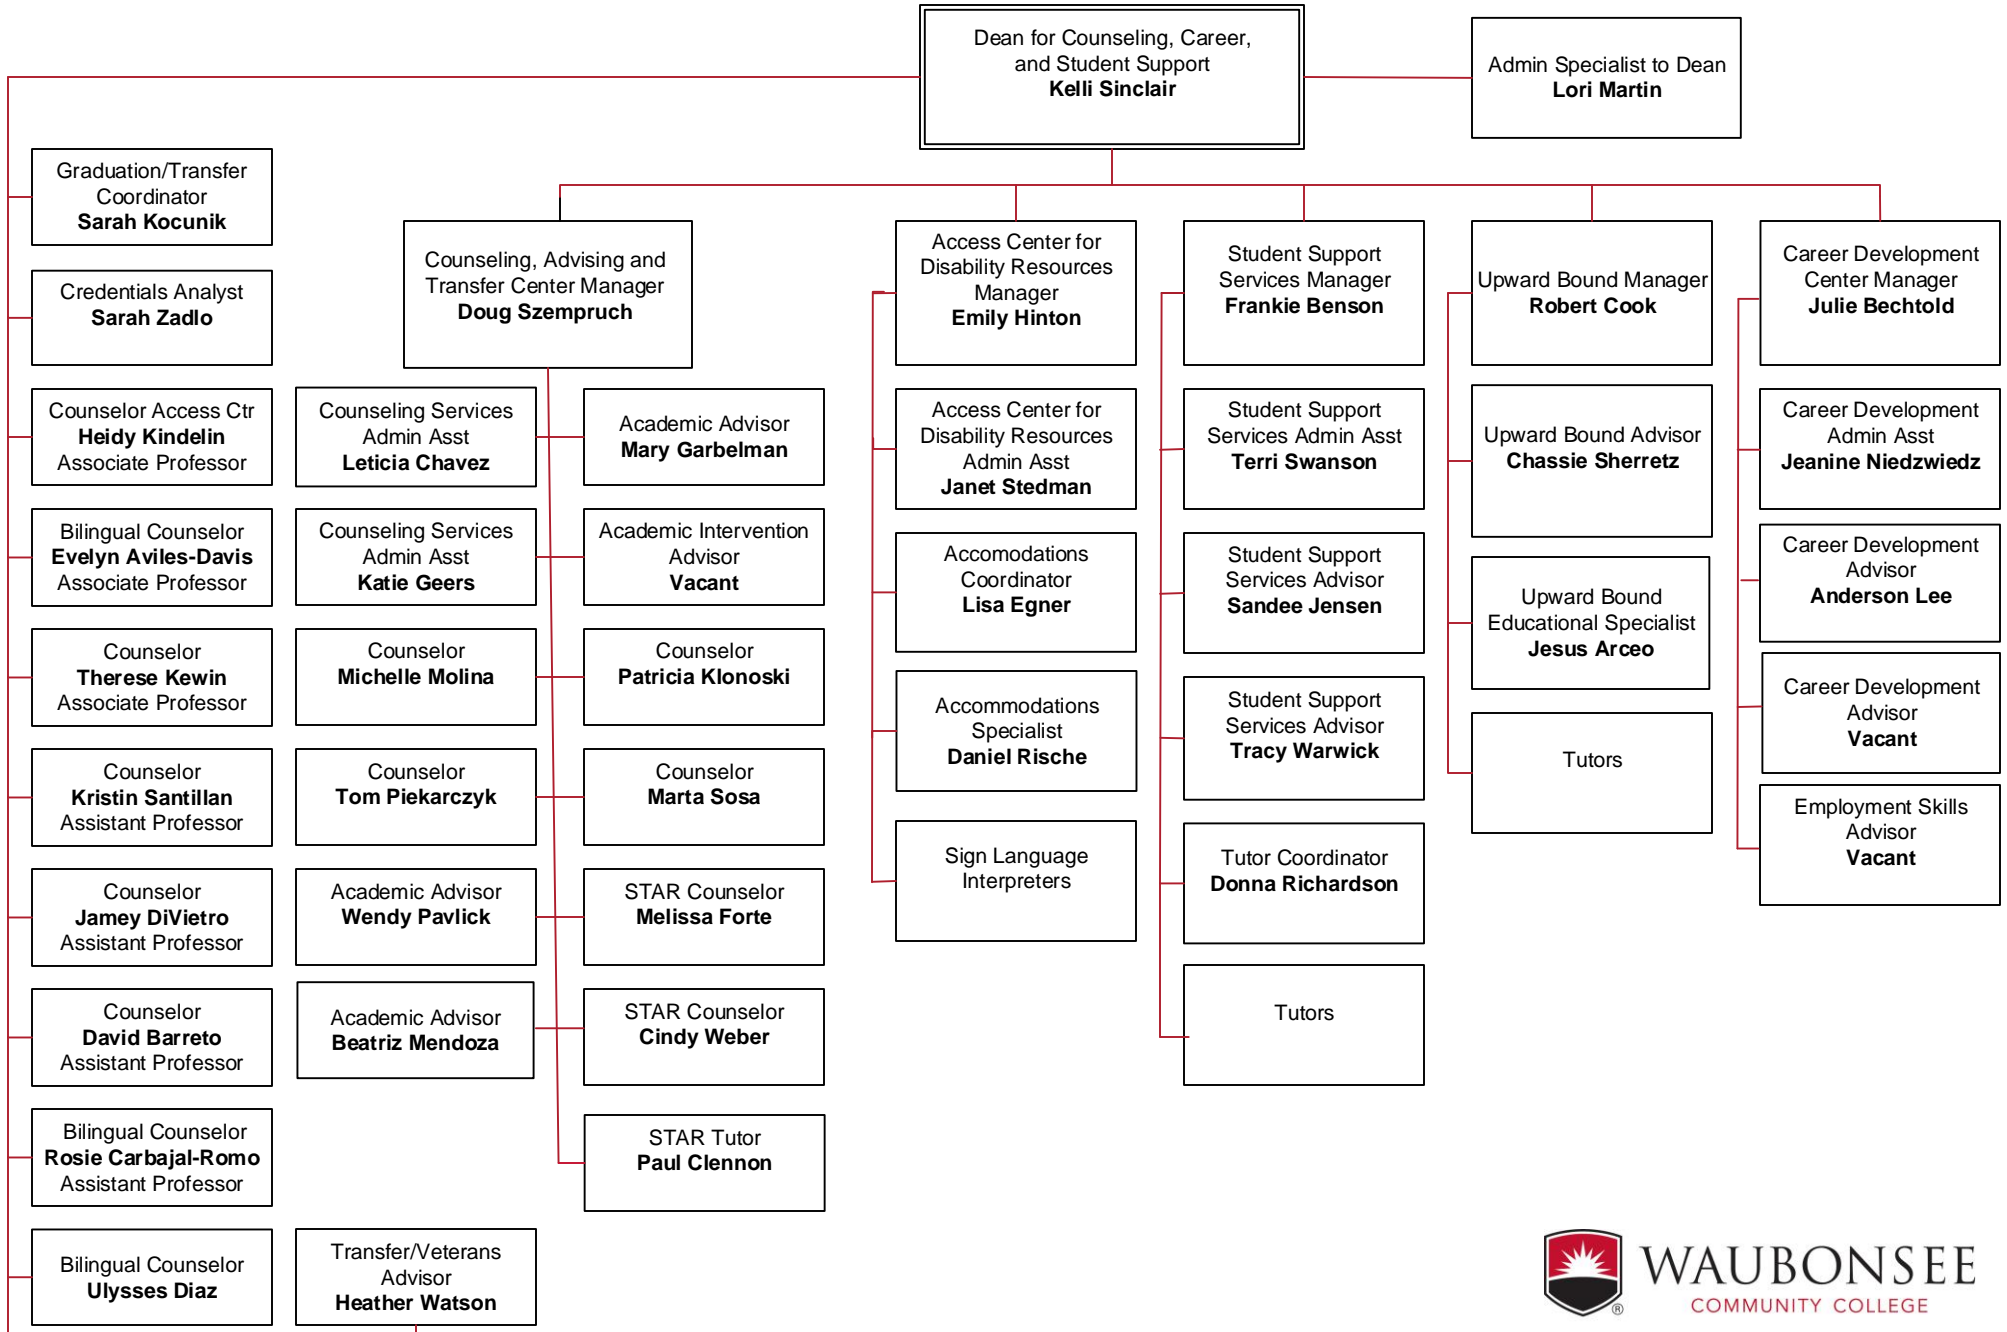 Dean for Counseling, Career,
and Student Support
Kelli Sinclair
Admin Specialist to Dean
Lori Martin
Graduation/Transfer
Coordinator
Sarah Kocunik
Credentials Analyst
Sarah Zadlo
Counselor Access Ctr
Heidy Kindelin
Associate Professor
Bilingual Counselor
Evelyn Aviles-Davis
Associate Professor
Counselor
Therese Kewin
Associate Professor
Counselor
Kristin Santillan
Assistant Professor
Counselor
Jamey DiVietro
Assistant Professor
Counselor
David Barreto
Assistant Professor
Bilingual Counselor
Rosie Carbajal-Romo
Assistant Professor
Bilingual Counselor
Ulysses Diaz
Counseling, Advising and
Transfer Center Manager
Doug Szempruch
Counseling Services
Admin Asst
Leticia Chavez
Counseling Services
Admin Asst
Katie Geers
Counselor
Michelle Molina
Counselor
Tom Piekarczyk
Academic Advisor
Wendy Pavlick
Academic Advisor
Beatriz Mendoza
Transfer/Veterans
Advisor
Heather Watson
Academic Advisor
Mary Garbelman
Academic Intervention
Advisor
Vacant
Counselor
Patricia Klonoski
Counselor
Marta Sosa
STAR Counselor
Melissa Forte
STAR Counselor
Cindy Weber
STAR Tutor
Paul Clennon
Access Center for
Disability Resources
Manager
Emily Hinton
Access Center for
Disability Resources
Admin Asst
Janet Stedman
Accomodations
Coordinator
Lisa Egner
Accommodations
Specialist
Daniel Rische
Sign Language
Interpreters
Student Support
Services Manager
Frankie Benson
Student Support
Services Admin Asst
Terri Swanson
Student Support
Services Advisor
Sandee Jensen
Student Support
Services Advisor
Tracy Warwick
Tutor Coordinator
Donna Richardson
Tutors
Upward Bound Manager
Robert Cook
Upward Bound Advisor
Chassie Sherretz
Upward Bound
Educational Specialist
Jesus Arceo
Tutors
Career Development
Center Manager
Julie Bechtold
Career Development
Admin Asst
Jeanine Niedzwiedz
Career Development
Advisor
Anderson Lee
Career Development
Advisor
Vacant
Employment Skills
Advisor
Vacant
WAUBONSEE
COMMUNITY COLLEGE
®